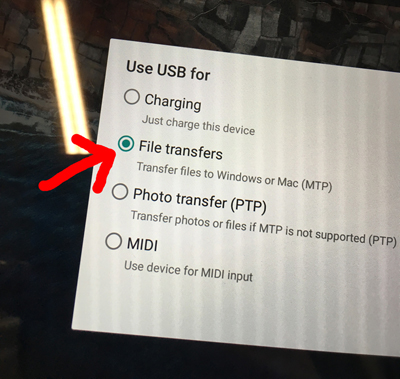 Use USB for
Charging
Just charge this device
File transfers
Transfer files to Windows or Mac (MTP)
Photo transfer (PTP)
Transfer photos or files if MTP is not supported (PTP)
MIDI
Use device for MIDI input